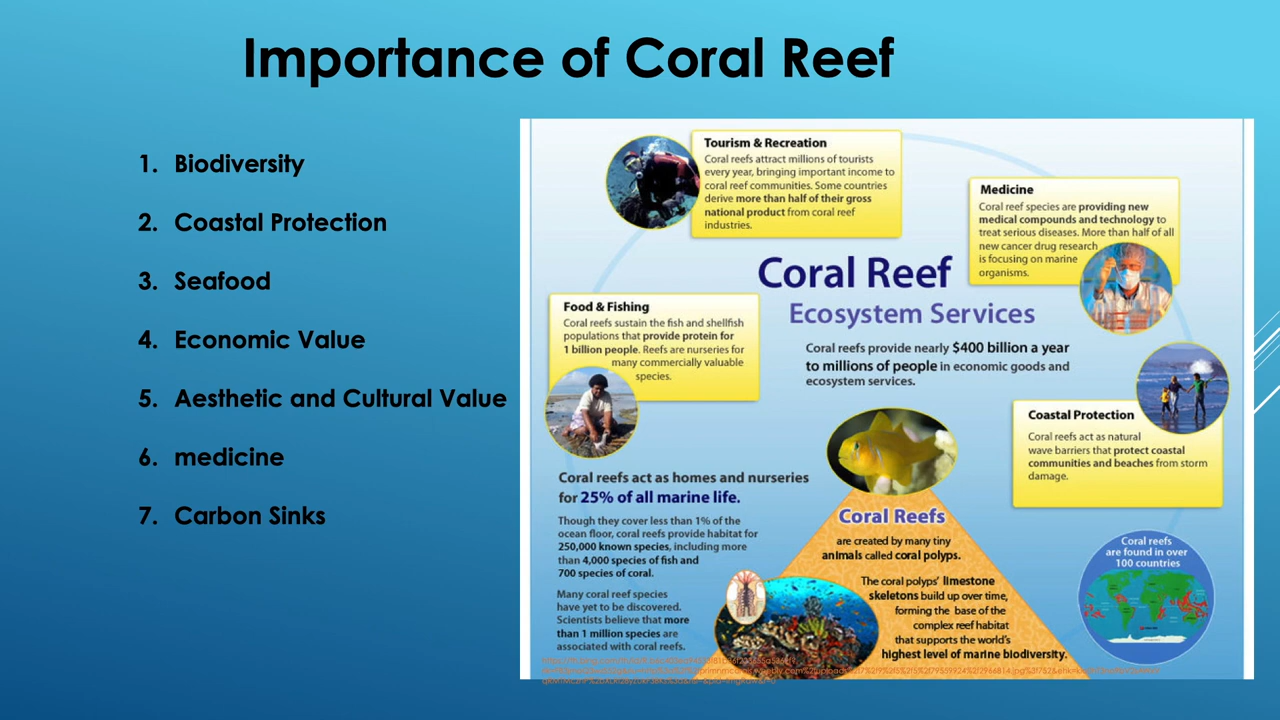 Importance of Coral Reef
1. Biodiversity
2. Coastal Protection
3. Seafood
4. Economic Value
5. Aesthetic and Cultural Value
6. medicine
7. Carbon Sinks
Tourism & Recreation
Coral reefs attract millions of tourists
every year, bringing important income to
coral reef communities. Some countries
derive more than half of their gross
national product from coral reef
industries.
Medicine
Coral reef species are providing new
medical compounds and technology to
treat serious diseases. More than half of all
new cancer drug research
is focusing on marine
organisms.
Coral Reef
Ecosystem Services
Coral reefs provide nearly $400 billion a year
to millions of people in economic goods and
ecosystem services.
Food & Fishing
Coral reefs sustain the fish and shellfish
populations that provide protein for
1 billion people. Reefs are nurseries for
many commercially valuable
species.
Coastal Protection
Coral reefs act as natural
wave barriers that protect coastal
communities and beaches from storm
damage.
Coral reefs act as homes and nurseries
for 25% of all marine life.
Though they cover less than 1% of the
ocean floor, coral reefs provide habitat for
250,000 known species, including more
than 4,000 species of fish and
700 species of coral.
Many coral reef species
have yet to be discovered.
Scientists believe that more
than 1 million species are
associated with coral reefs.
Coral Reefs
are created by many tiny
animals called coral polyps.
The coral polyps' limestone
skeletons build up over time,
forming the base of the
complex reef habitat
that supports the world's
highest level of marine biodiversity.
Coral reefs
are found in over
100 countries